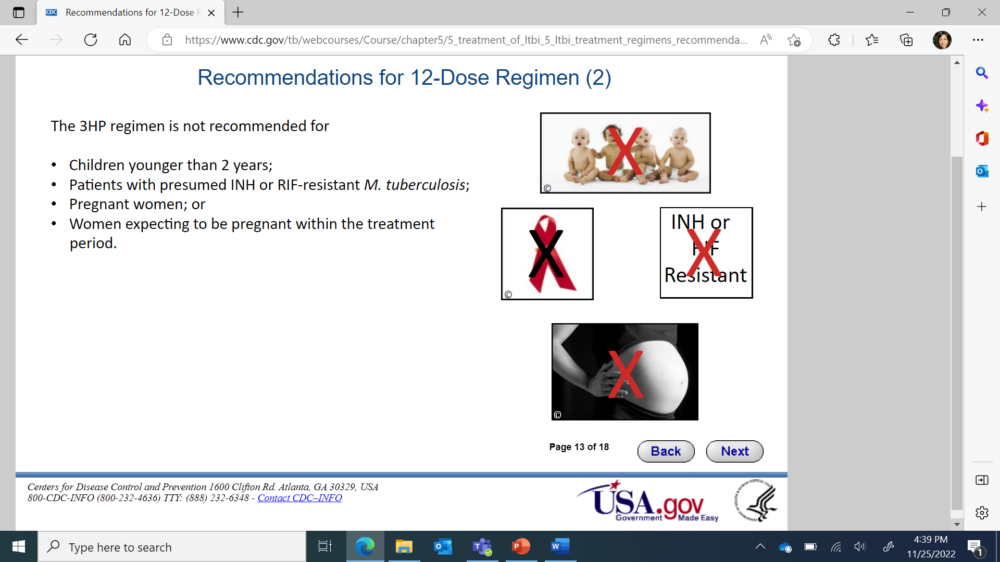 Recommendations for 12-Dose R
https://www.cdc.gov/tb/webcourses/Course/chapter5/5_treatment_of_ltbi_5_ltbi_treatment_regimens_recommenda...
Recommendations for 12-Dose Regimen (2)
The 3HP regimen is not recommended for
• Children younger than 2 years;
• Patients with presumed INH or RIF-resistant M. tuberculosis;
• Pregnant women; or
• Women expecting to be pregnant within the treatment
period.
X
©
X
©
INH or
RIF
Resistant
X
X
©
Page 13 of 18
Back
Next
Centers for Disease Control and Prevention 1600 Clifton Rd. Atlanta, GA 30329, USA
800-CDC-INFO (800-232-4636) TTY: (888) 232-6348 - Contact CDC–INFO
USA.gov
Government Made Easy
Type here to search
4:39 PM
11/25/2022
1